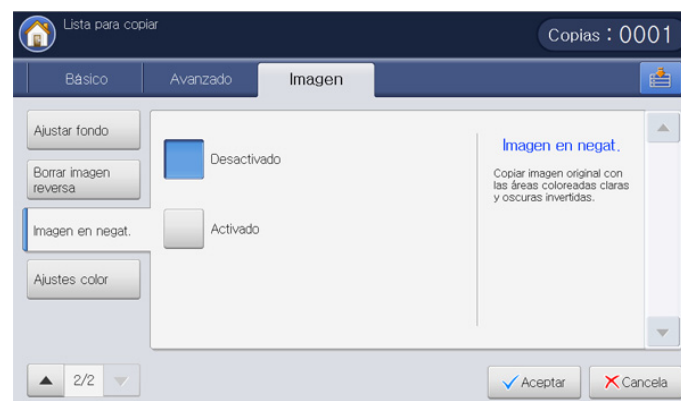 Lista para copiar
Copias : 0001
Básico
Avanzado
Imagen
Ajustar fondo
Borrar imagen
reversa
Imagen en negat.
Ajustes color
Desactivado
Activado
Imagen en negat.
Copiar imagen original con
las áreas coloreadas claras
y oscuras invertidas.
2/2
Aceptar
Cancela